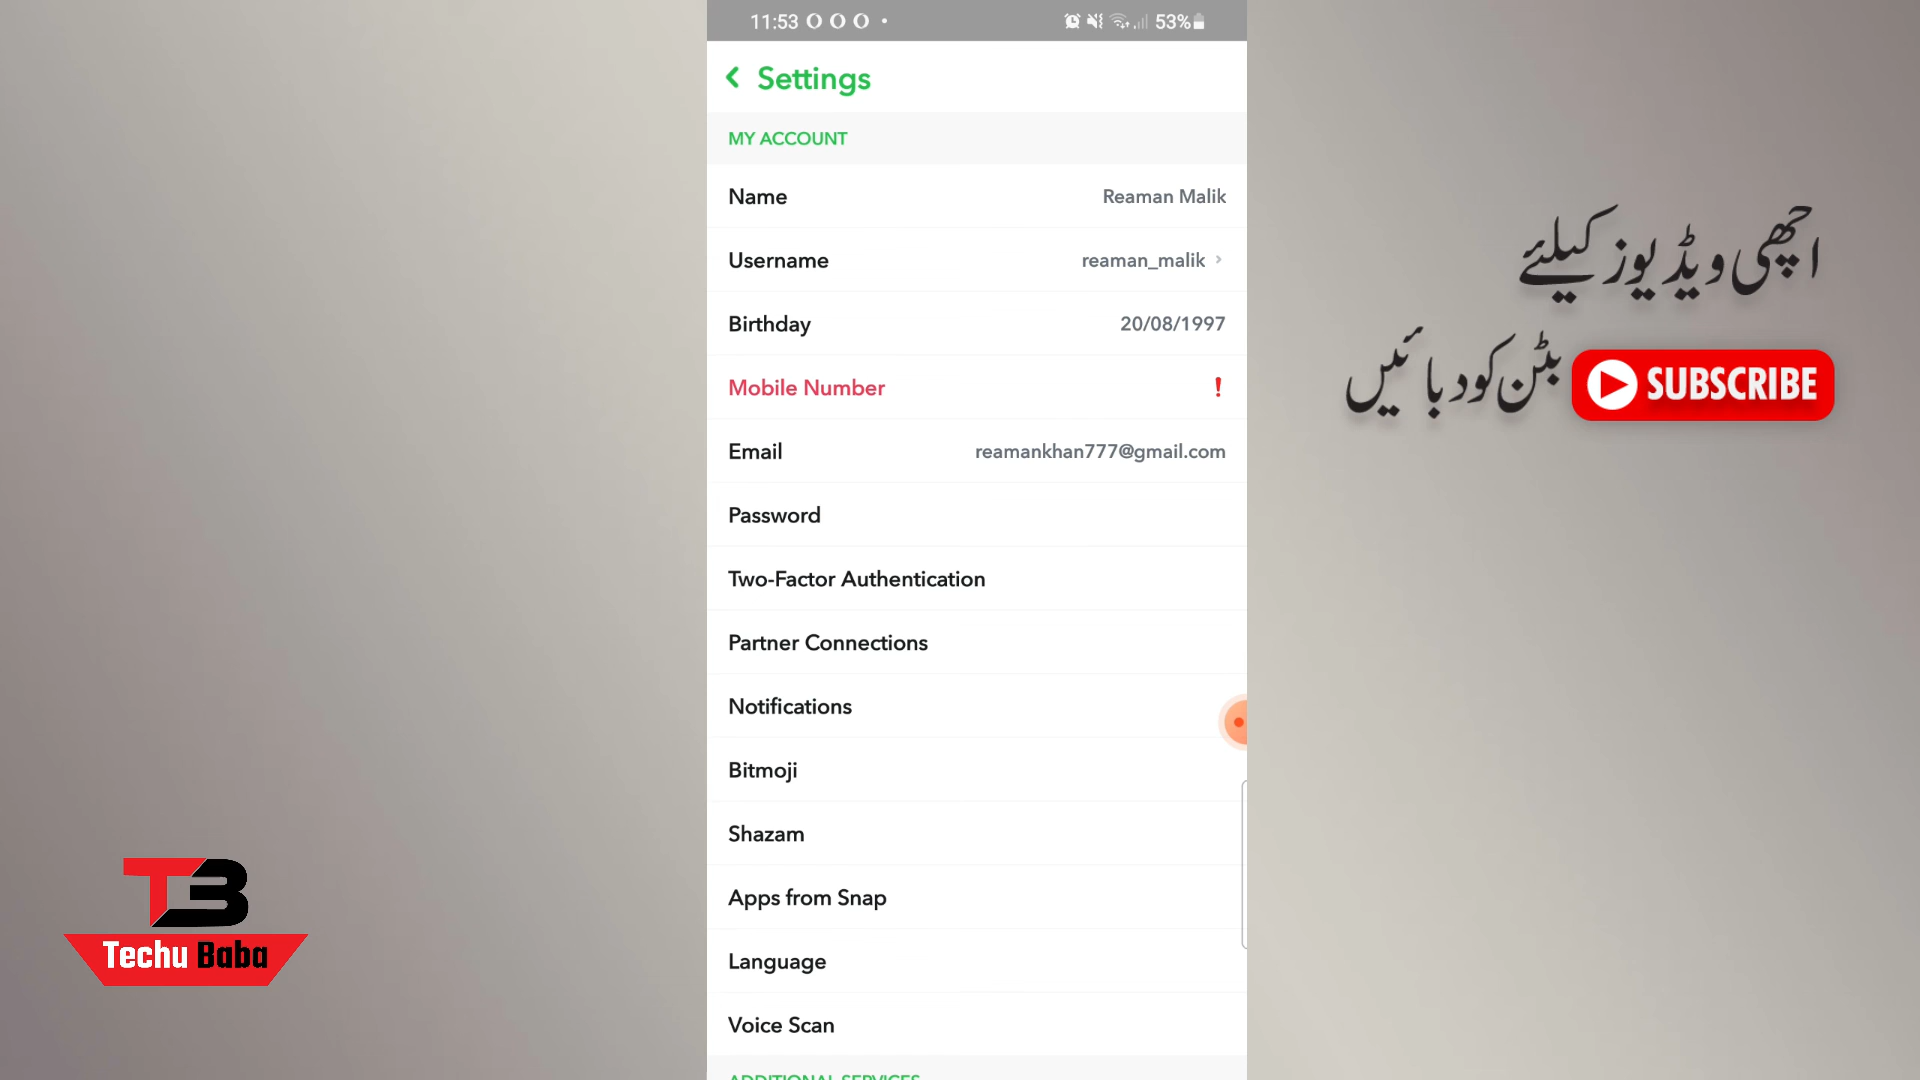 11:53
53%
Settings
MY ACCOUNT
Name Reaman Malik
Username reaman_malik
Birthday 20/08/1997
Mobile Number !
Email reamankhan777@gmail.com
Password
Two-Factor Authentication
Partner Connections
Notifications
Bitmoji
Shazam
Apps from Snap
Language
Voice Scan
ADDITIONAL SERVICES
اچھی ویڈیوز کیلئے
SUBSCRIBE بٹن کو دبائیں
TB
Techu Baba